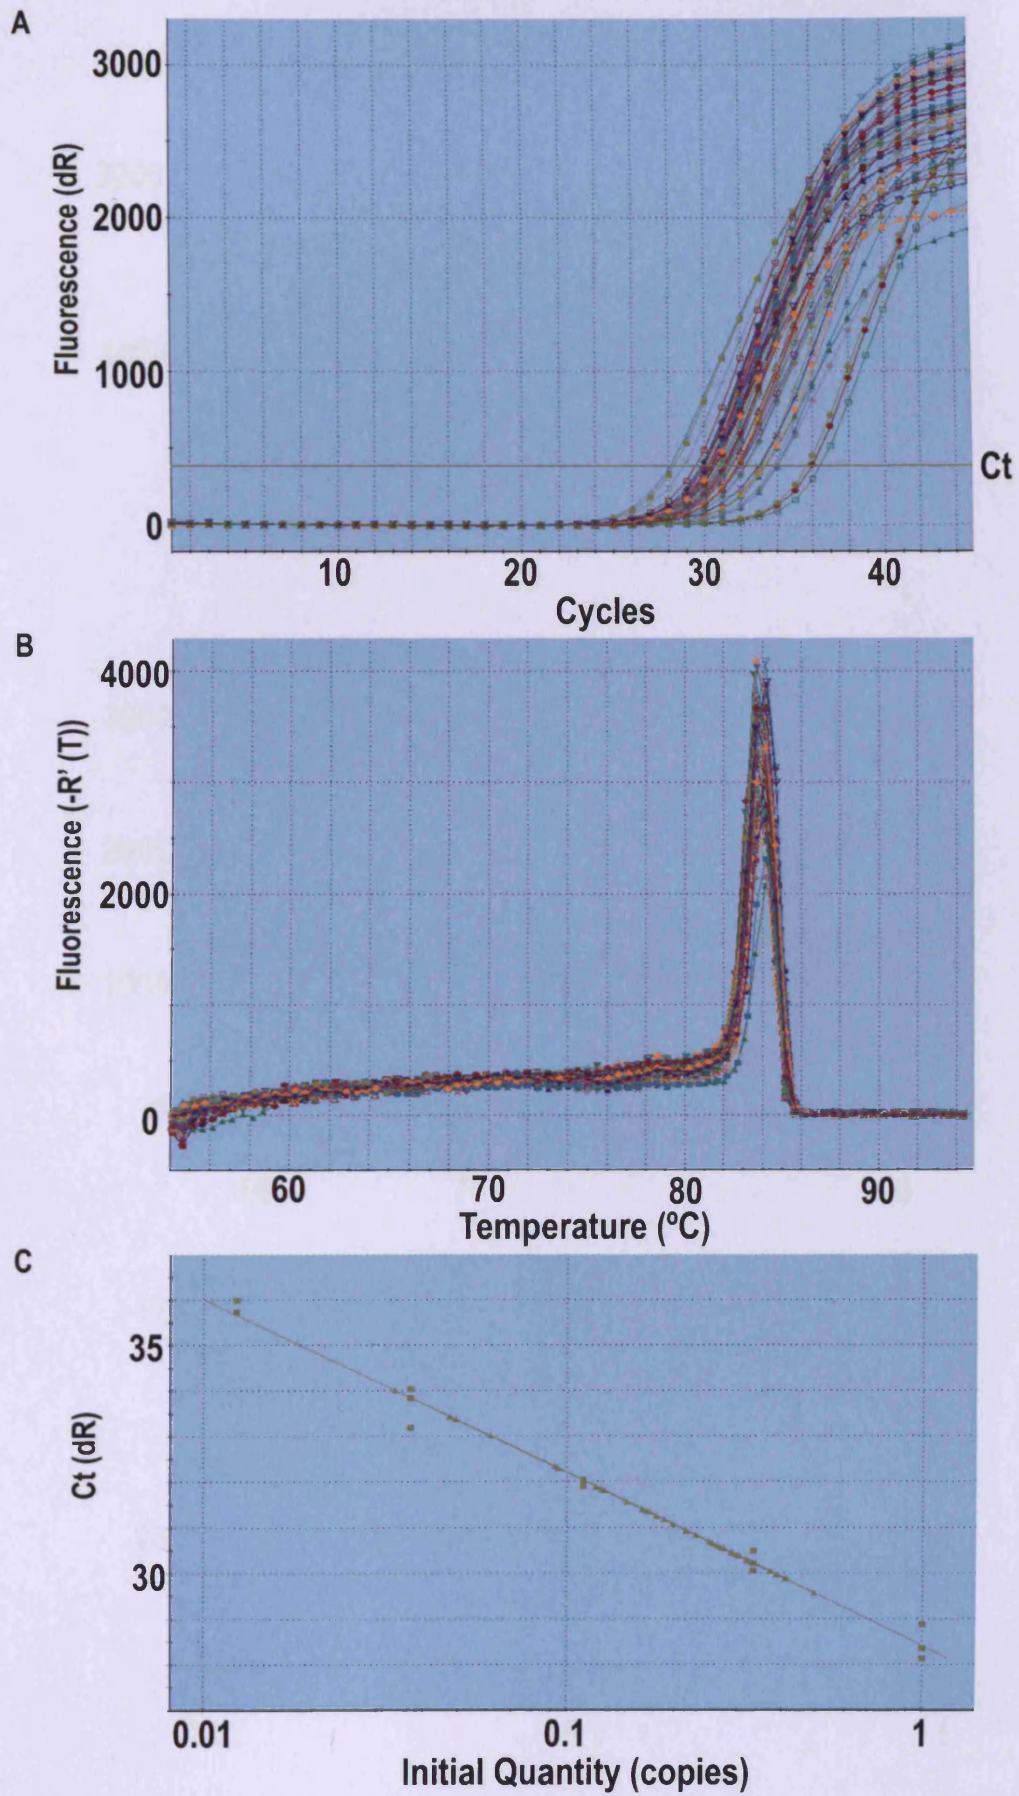 A
Fluorescence (dR)
3000
2000
1000
0
Ct
10 20 30 40
Cycles
B
Fluorescence (-R' (T))
4000
2000
0
60 70 80 90
Temperature (ºC)
C
Ct (dR)
35
30
0.01 0.1 1
Initial Quantity (copies)